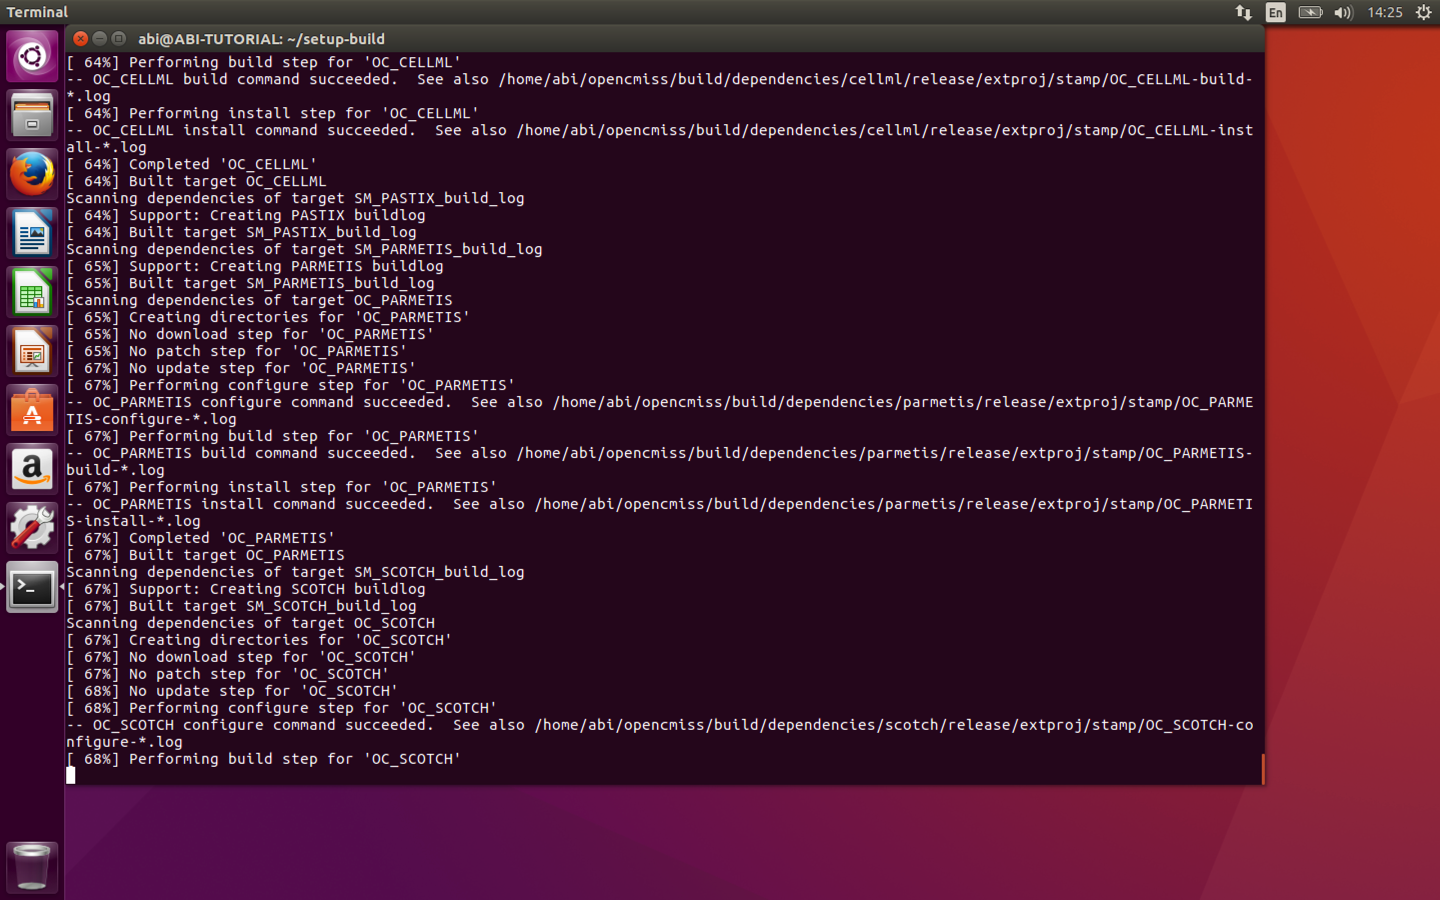 Terminal
En
14:25
abi@ABI-TUTORIAL: ~/setup-build
[ 64%] Performing build step for 'OC_CELLML'
-- OC_CELLML build command succeeded.  See also /home/abi/opencmiss/build/dependencies/cellml/release/extproj/stamp/OC_CELLML-build-
*.log
[ 64%] Performing install step for 'OC_CELLML'
-- OC_CELLML install command succeeded.  See also /home/abi/opencmiss/build/dependencies/cellml/release/extproj/stamp/OC_CELLML-inst
all-*.log
[ 64%] Completed 'OC_CELLML'
[ 64%] Built target OC_CELLML
Scanning dependencies of target SM_PASTIX_build_log
[ 64%] Support: Creating PASTIX buildlog
[ 64%] Built target SM_PASTIX_build_log
Scanning dependencies of target SM_PARMETIS_build_log
[ 65%] Support: Creating PARMETIS buildlog
[ 65%] Built target SM_PARMETIS_build_log
Scanning dependencies of target OC_PARMETIS
[ 65%] Creating directories for 'OC_PARMETIS'
[ 65%] No download step for 'OC_PARMETIS'
[ 65%] No patch step for 'OC_PARMETIS'
[ 67%] No update step for 'OC_PARMETIS'
[ 67%] Performing configure step for 'OC_PARMETIS'
-- OC_PARMETIS configure command succeeded.  See also /home/abi/opencmiss/build/dependencies/parmetis/release/extproj/stamp/OC_PARME
TIS-configure-*.log
[ 67%] Performing build step for 'OC_PARMETIS'
-- OC_PARMETIS build command succeeded.  See also /home/abi/opencmiss/build/dependencies/parmetis/release/extproj/stamp/OC_PARMETIS-
build-*.log
[ 67%] Performing install step for 'OC_PARMETIS'
-- OC_PARMETIS install command succeeded.  See also /home/abi/opencmiss/build/dependencies/parmetis/release/extproj/stamp/OC_PARMETI
S-install-*.log
[ 67%] Completed 'OC_PARMETIS'
[ 67%] Built target OC_PARMETIS
Scanning dependencies of target SM_SCOTCH_build_log
[ 67%] Support: Creating SCOTCH buildlog
[ 67%] Built target SM_SCOTCH_build_log
Scanning dependencies of target OC_SCOTCH
[ 67%] Creating directories for 'OC_SCOTCH'
[ 67%] No download step for 'OC_SCOTCH'
[ 67%] No patch step for 'OC_SCOTCH'
[ 68%] No update step for 'OC_SCOTCH'
[ 68%] Performing configure step for 'OC_SCOTCH'
-- OC_SCOTCH configure command succeeded.  See also /home/abi/opencmiss/build/dependencies/scotch/release/extproj/stamp/OC_SCOTCH-co
nfigure-*.log
[ 68%] Performing build step for 'OC_SCOTCH'